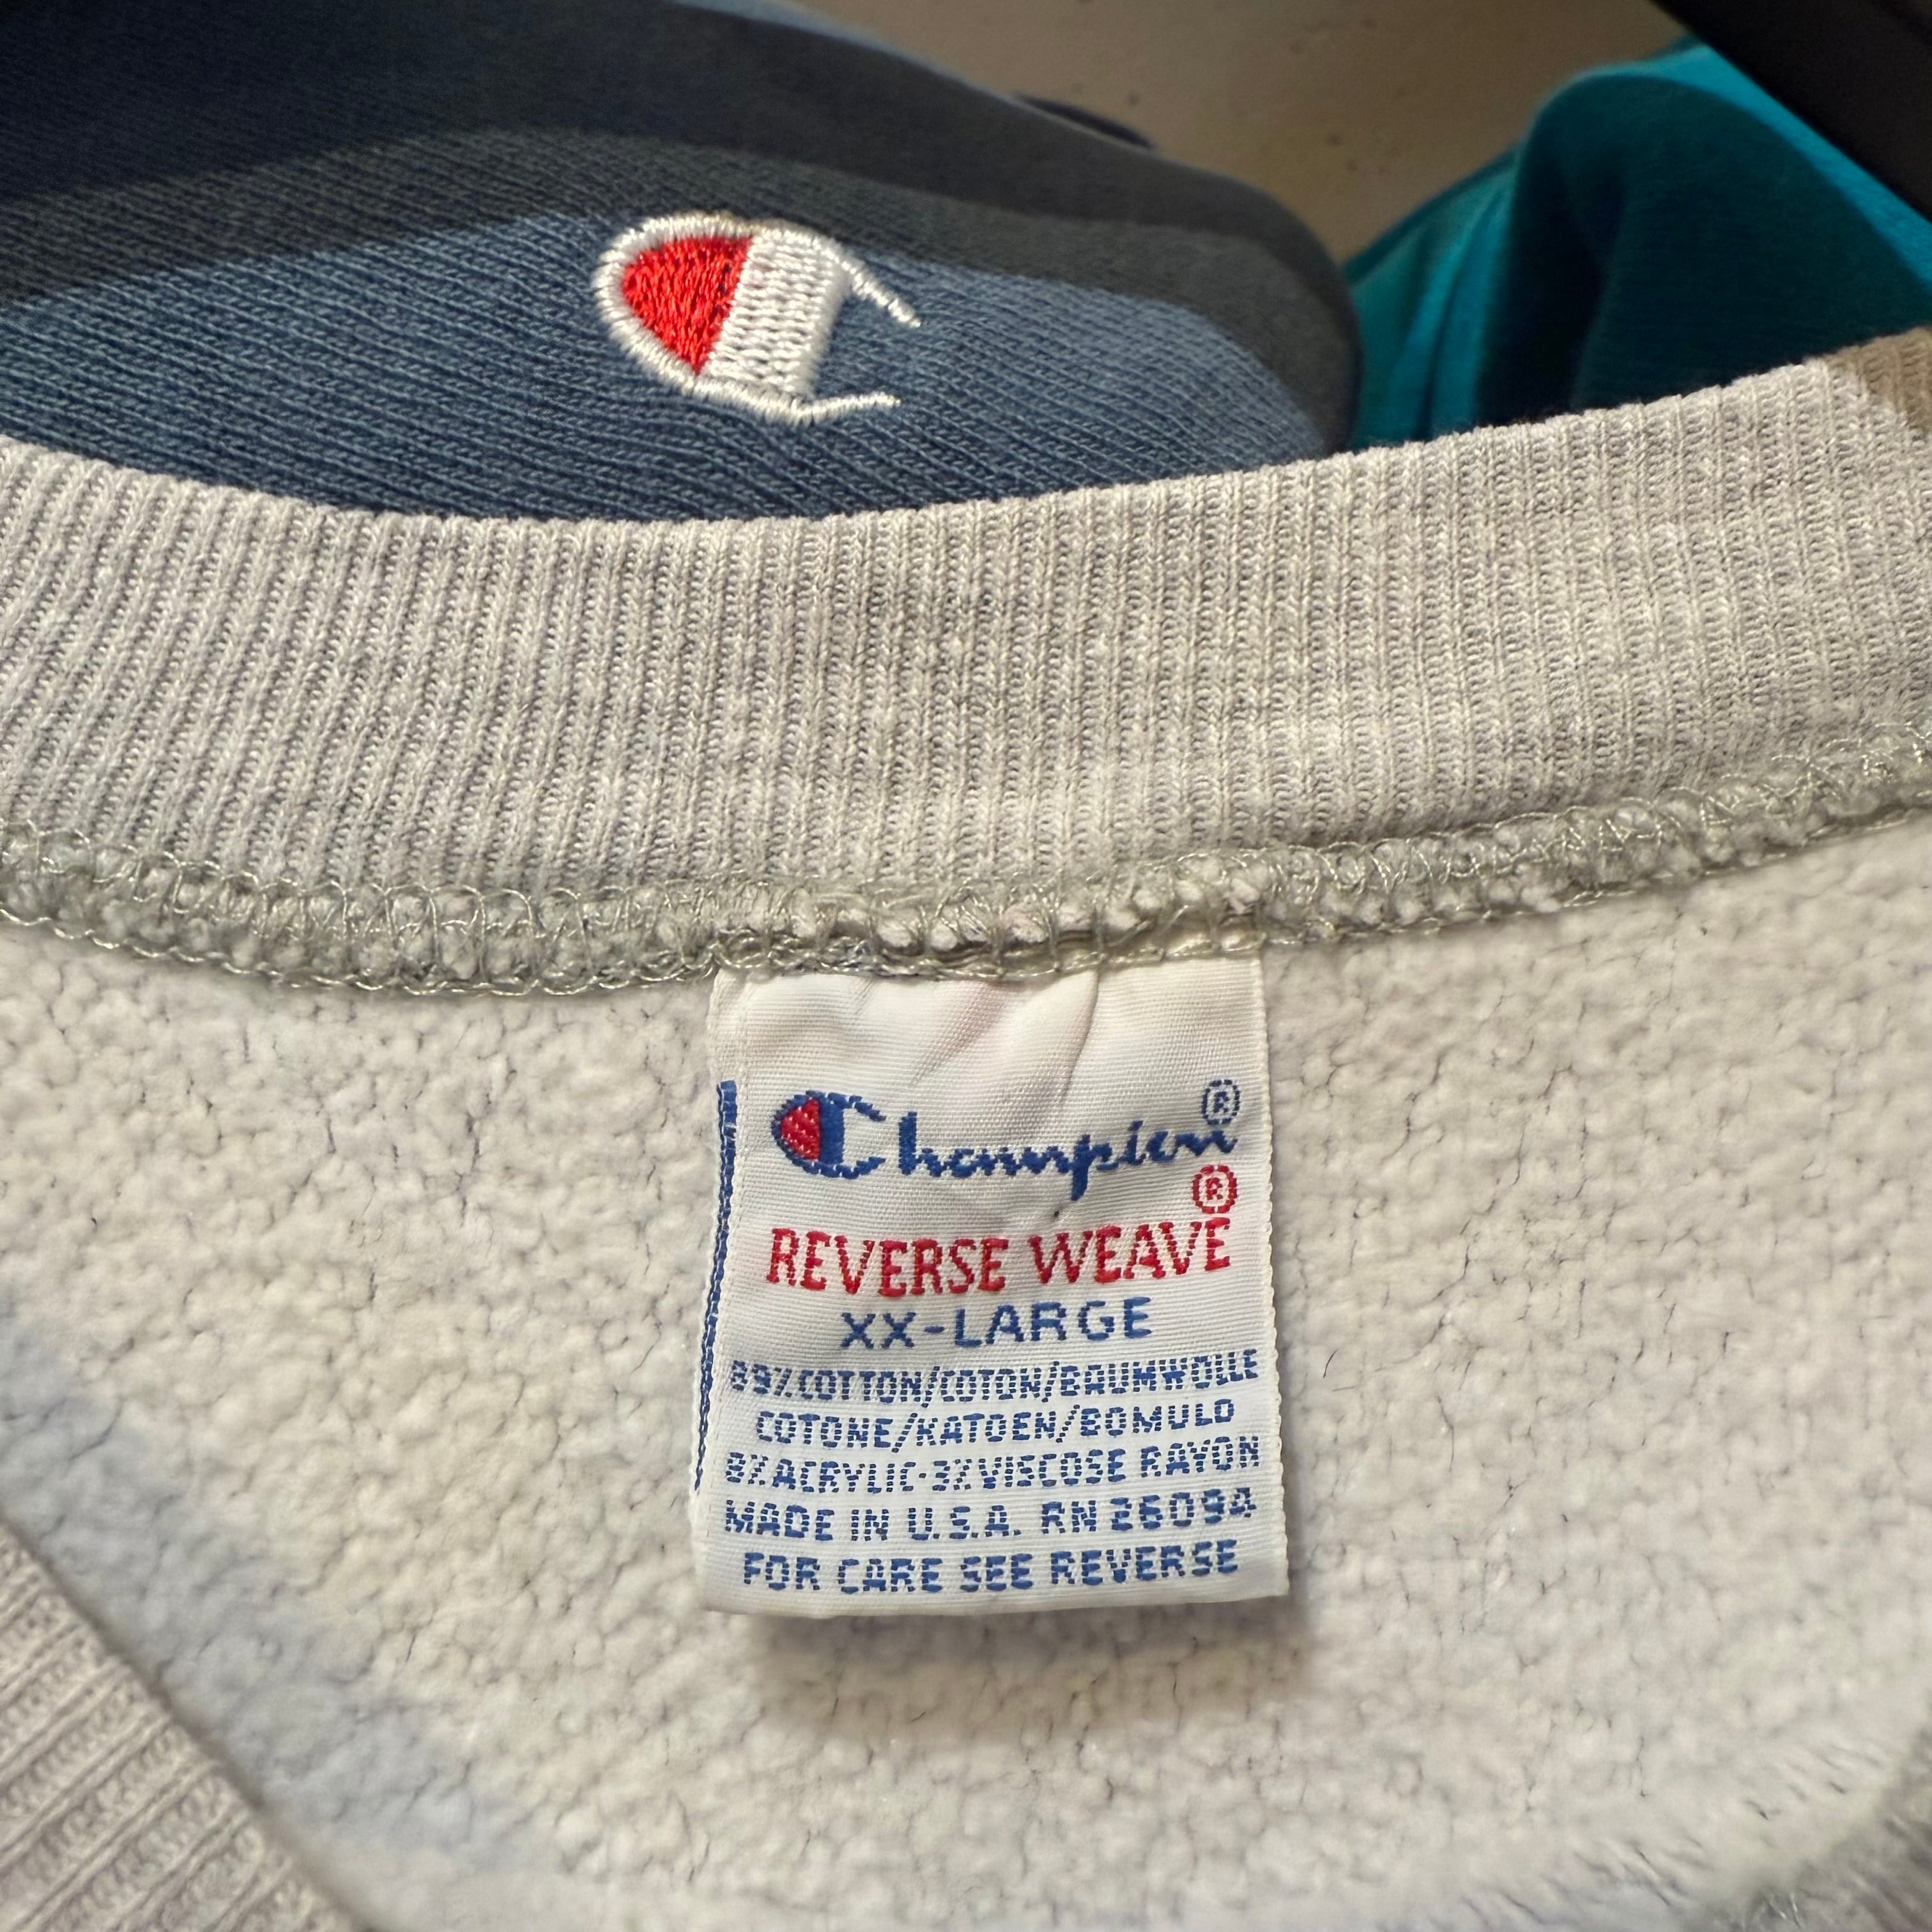 Champion®
REVERSE WEAVE®
XX-LARGE
89% COTTON/COTON/BAUMWOLLE
COTONE/KATOEN/BOMULD
8% ACRYLIC-3% VISCOSE RAYON
MADE IN U.S.A. RN 26094
FOR CARE SEE REVERSE